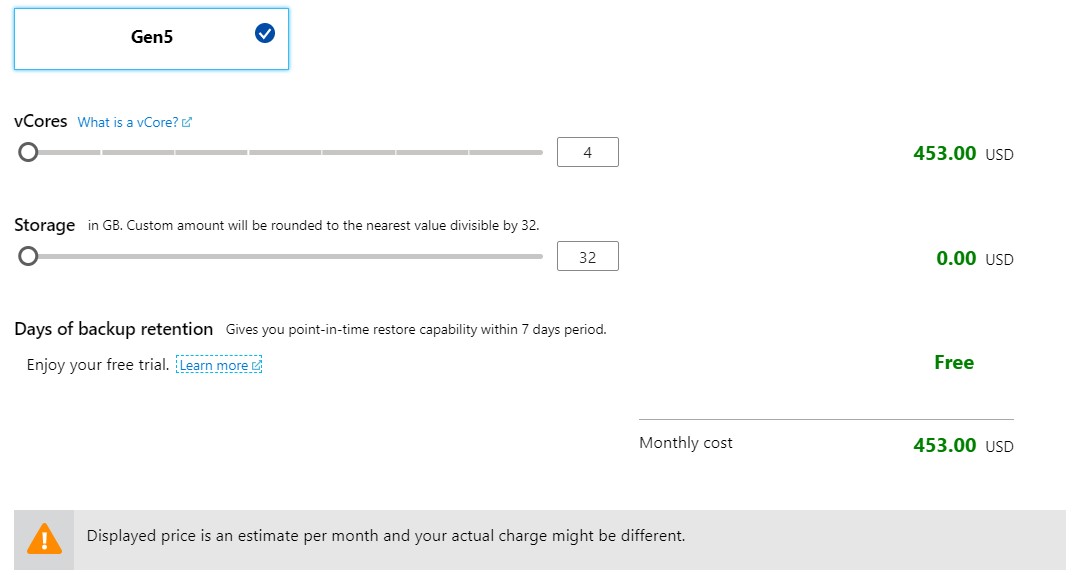 Gen5
vCores What is a vCore?
4
453.00 USD
Storage in GB. Custom amount will be rounded to the nearest value divisible by 32.
32
0.00 USD
Days of backup retention Gives you point-in-time restore capability within 7 days period.
Enjoy your free trial. Learn more
Free
Monthly cost 453.00 USD
Displayed price is an estimate per month and your actual charge might be different.